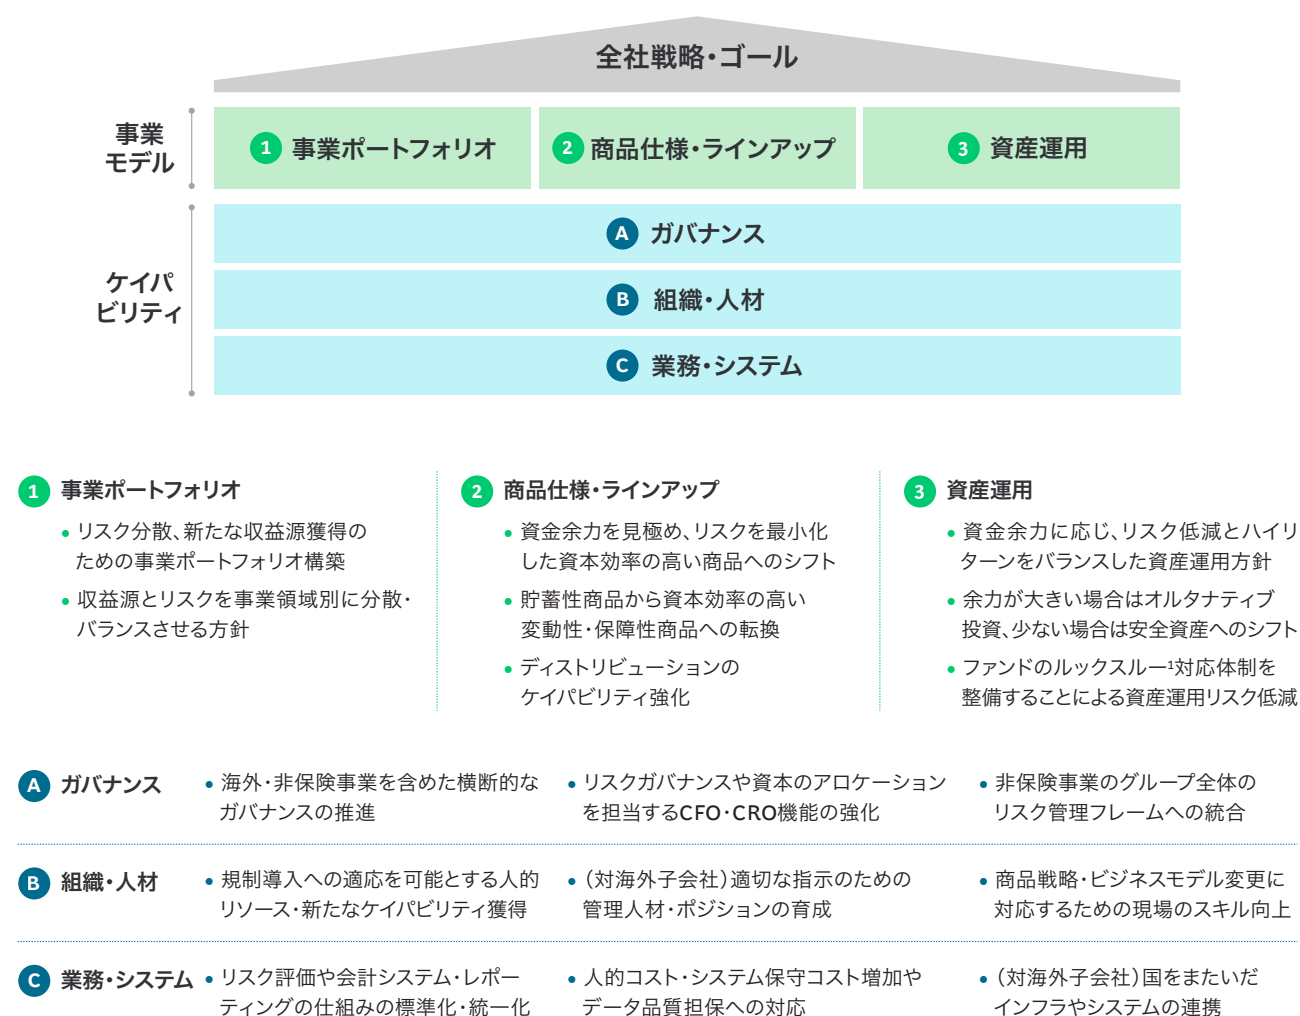 全社戦略・ゴール
事業
モデル
1 事業ポートフォリオ
2 商品仕様・ラインアップ
3 資産運用
ケイパ
ビリティ
A ガバナンス
B 組織・人材
C 業務・システム
1 事業ポートフォリオ
• リスク分散、新たな収益源獲得の
ための事業ポートフォリオ構築
• 収益源とリスクを事業領域別に分散・
バランスさせる方針
2 商品仕様・ラインアップ
• 資金余力を見極め、リスクを最小化
した資本効率の高い商品へのシフト
• 貯蓄性商品から資本効率の高い
変動性・保障性商品への転換
• ディストリビューションの
ケイパビリティ強化
3 資産運用
• 資金余力に応じ、リスク低減とハイリ
ターンをバランスした資産運用方針
• 余力が大きい場合はオルタナティブ
投資、少ない場合は安全資産へのシフト
• ファンドのルックスルー¹対応体制を
整備することによる資産運用リスク低減
A ガバナンス
• 海外・非保険事業を含めた横断的な
ガバナンスの推進
• リスクガバナンスや資本のアロケーション
を担当するCFO・CRO機能の強化
• 非保険事業のグループ全体の
リスク管理フレームへの統合
B 組織・人材
• 規制導入への適応を可能とする人的
リソース・新たなケイパビリティ獲得
• （対海外子会社）適切な指示のための
管理人材・ポジションの育成
• 商品戦略・ビジネスモデル変更に
対応するための現場のスキル向上
C 業務・システム
• リスク評価や会計システム・レポー
ティングの仕組みの標準化・統一化
• 人的コスト・システム保守コスト増加や
データ品質担保への対応
• （対海外子会社）国をまたいだ
インフラやシステムの連携